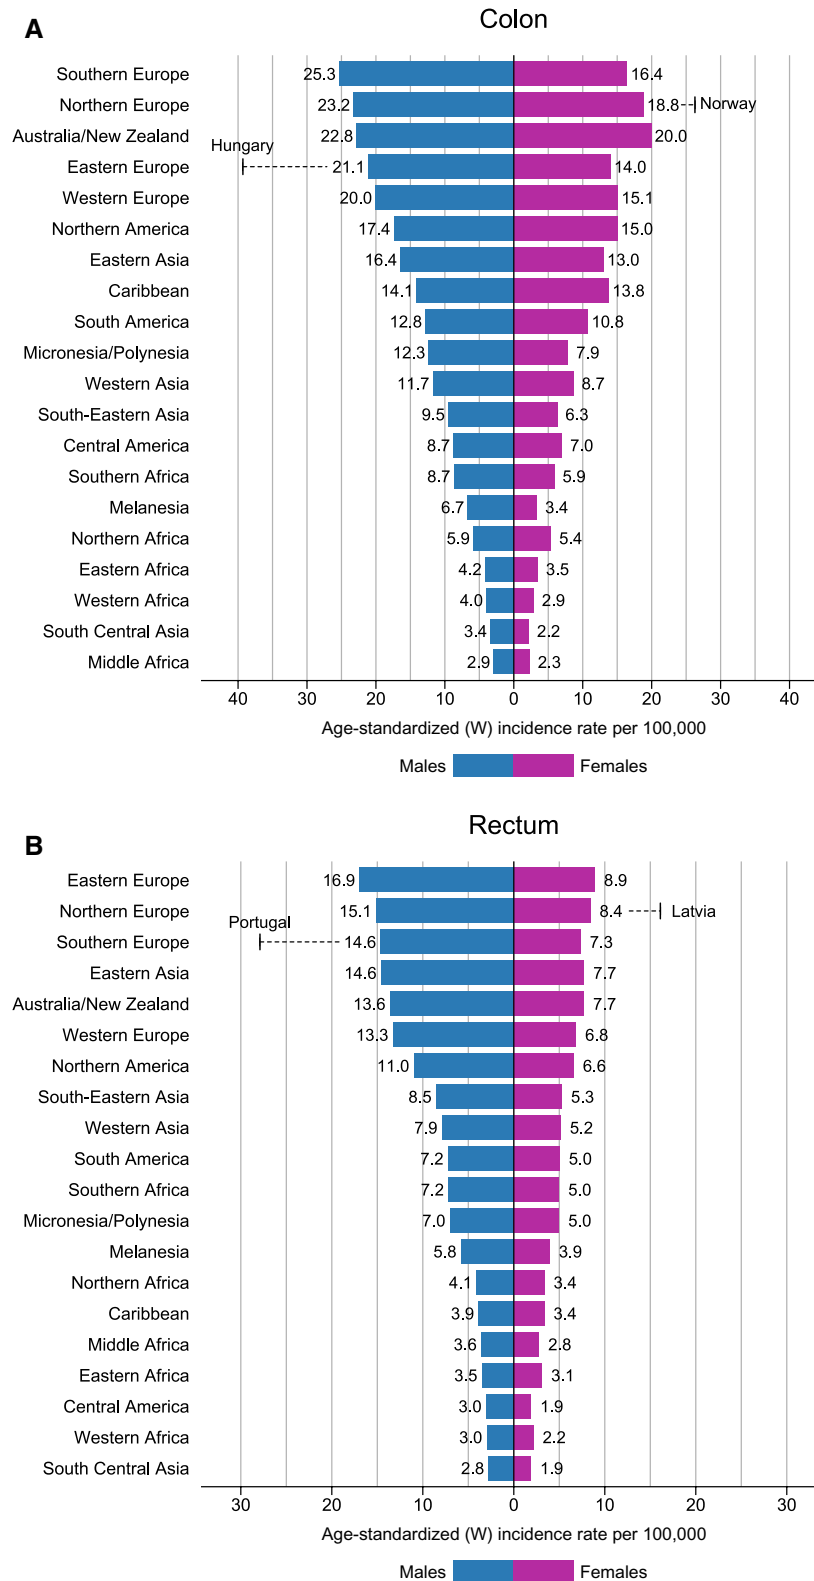 A
Colon
Southern Europe 25.3 16.4
Northern Europe 23.2 18.8 Norway
Australia/New Zealand 22.8 20.0
Hungary
Eastern Europe 21.1 14.0
Western Europe 20.0 15.1
Northern America 17.4 15.0
Eastern Asia 16.4 13.0
Caribbean 14.1 13.8
South America 12.8 10.8
Micronesia/Polynesia 12.3 7.9
Western Asia 11.7 8.7
South-Eastern Asia 9.5 6.3
Central America 8.7 7.0
Southern Africa 8.7 5.9
Melanesia 6.7 3.4
Northern Africa 5.9 5.4
Eastern Africa 4.2 3.5
Western Africa 4.0 2.9
South Central Asia 3.4 2.2
Middle Africa 2.9 2.3
40 30 20 10 0 10 20 30 40
Age-standardized (W) incidence rate per 100,000
Males Females
B
Rectum
Eastern Europe 16.9 8.9
Northern Europe 15.1 8.4 Latvia
Portugal
Southern Europe 14.6 7.3
Eastern Asia 14.6 7.7
Australia/New Zealand 13.6 7.7
Western Europe 13.3 6.8
Northern America 11.0 6.6
South-Eastern Asia 8.5 5.3
Western Asia 7.9 5.2
South America 7.2 5.0
Southern Africa 7.2 5.0
Micronesia/Polynesia 7.0 5.0
Melanesia 5.8 3.9
Northern Africa 4.1 3.4
Caribbean 3.9 3.4
Middle Africa 3.6 2.8
Eastern Africa 3.5 3.1
Central America 3.0 1.9
Western Africa 3.0 2.2
South Central Asia 2.8 1.9
30 20 10 0 10 20 30
Age-standardized (W) incidence rate per 100,000
Males Females